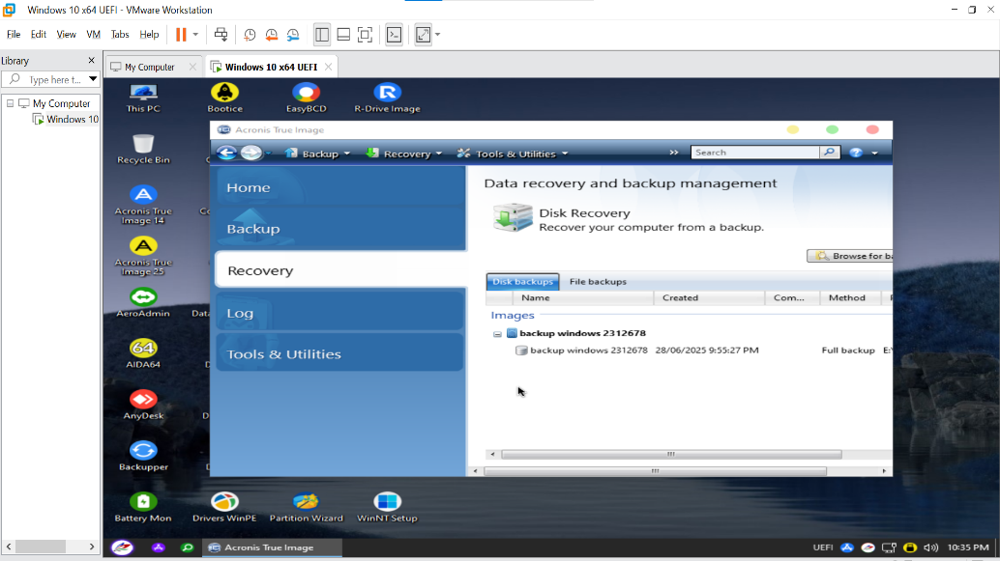 Windows 10 x64 UEFI - VMware Workstation
File Edit View VM Tabs Help
Library
Type here t...
My Computer
Windows 10
My Computer
Windows 10 x64 UEFI
This PC
Bootice
EasyBCD
R-Drive Image
Recycle Bin
Acronis True
Image 14
Acronis True
Image 25
AeroAdmin
AIDA64
AnyDesk
Backupper
Battery Mon
Drivers WinPE
Partition Wizard
WinNT Setup
Acronis True Image
Backup
Recovery
Tools & Utilities
Search
Home
Backup
Recovery
Log
Tools & Utilities
Data recovery and backup management
Disk Recovery
Recover your computer from a backup.
Browse for ba
Disk backups
File backups
Name Created Com... Method
Images
backup windows 2312678
backup windows 2312678 28/06/2025 9:55:27 PM Full backup E:\
Acronis True Image
UEFI
10:35 PM